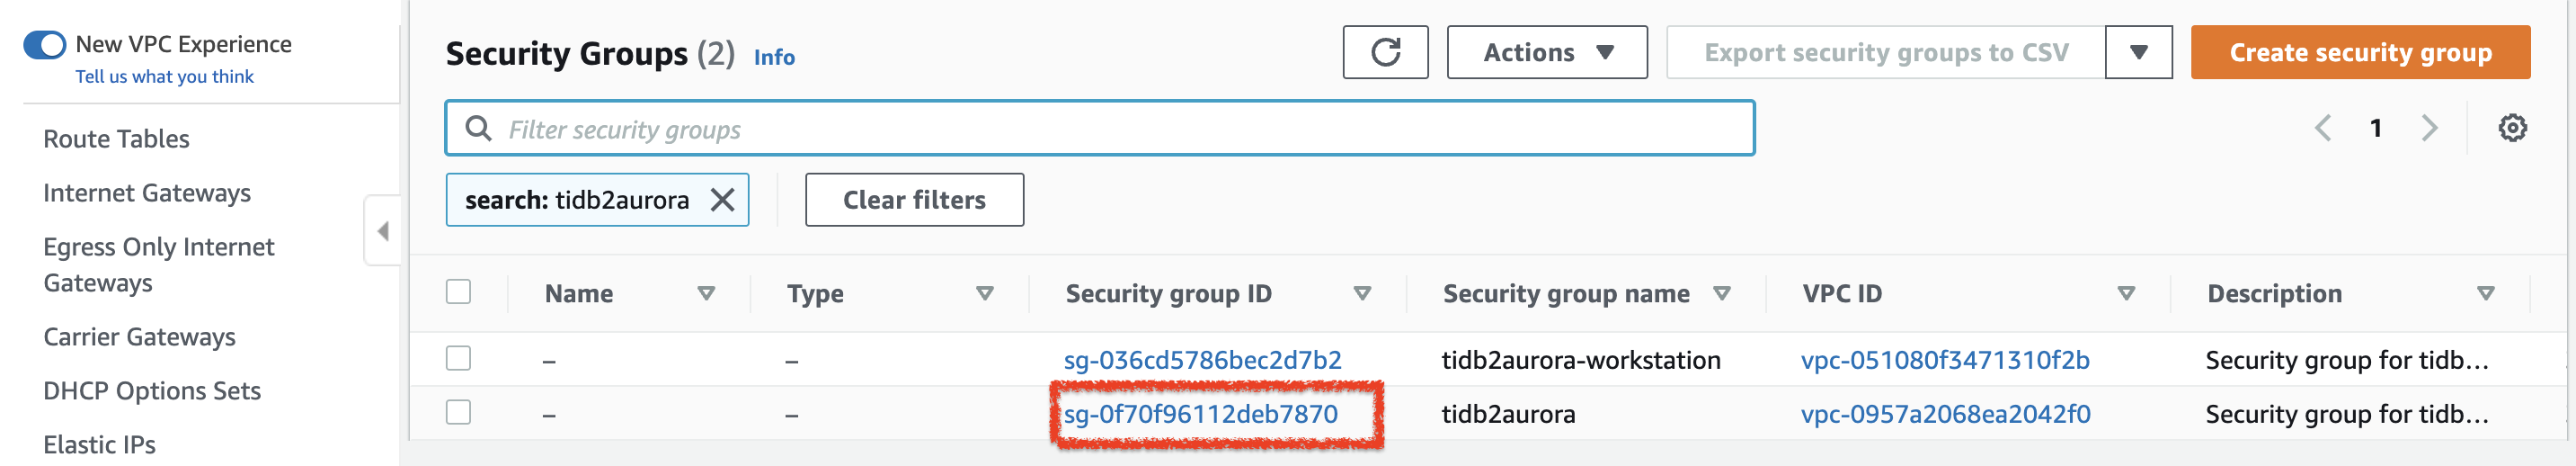 New VPC Experience
Tell us what you think
Route Tables
Internet Gateways
Egress Only Internet
Gateways
Carrier Gateways
DHCP Options Sets
Elastic IPs
Security Groups (2) Info
Actions
Export security groups to CSV
Create security group
Filter security groups
1
search: tidb2aurora
Clear filters
Name Type Security group ID Security group name VPC ID Description
– – sg-036cd5786bec2d7b2 tidb2aurora-workstation vpc-051080f3471310f2b Security group for tidb...
– – sg-0f70f96112deb7870 tidb2aurora vpc-0957a2068ea2042f0 Security group for tidb...